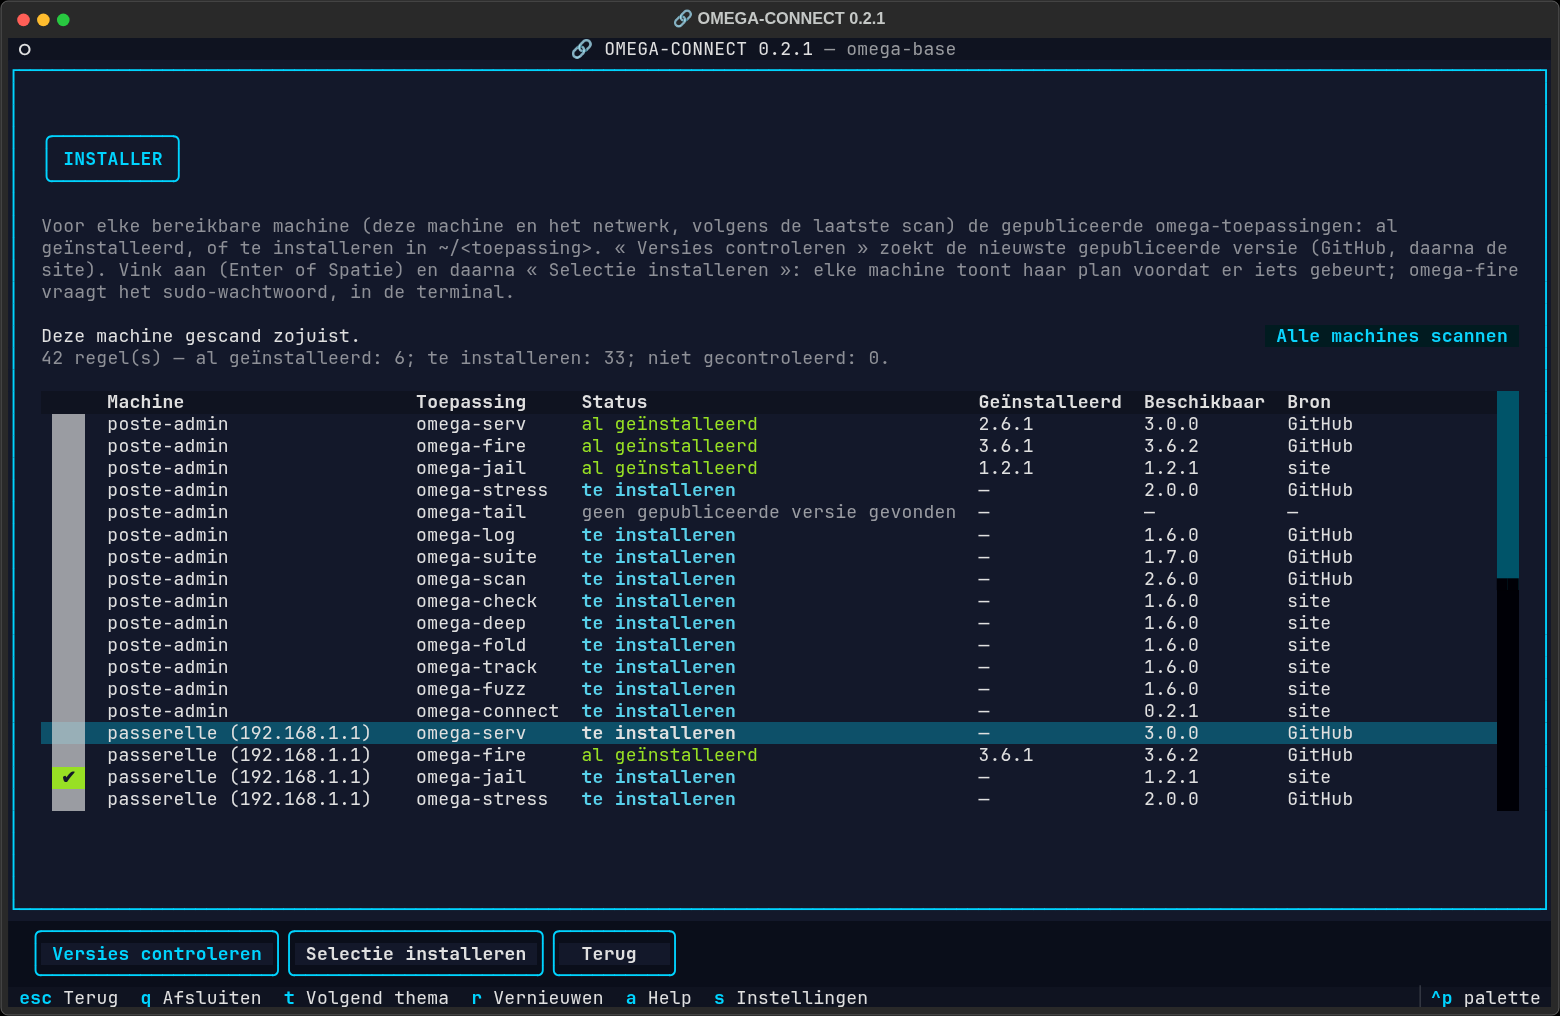 🔗 OMEGA-CONNECT 0.2.1
🔗 OMEGA-CONNECT 0.2.1 — omega-base
INSTALLER
Voor elke bereikbare machine (deze machine en het netwerk, volgens de laatste scan) de gepubliceerde omega-toepassingen: al
geïnstalleerd, of te installeren in ~/<toepassing>. « Versies controleren » zoekt de nieuwste gepubliceerde versie (GitHub, daarna de
site). Vink aan (Enter of Spatie) en daarna « Selectie installeren »: elke machine toont haar plan voordat er iets gebeurt; omega-fire
vraagt het sudo-wachtwoord, in de terminal.
Deze machine gescand zojuist. Alle machines scannen
42 regel(s) — al geïnstalleerd: 6; te installeren: 33; niet gecontroleerd: 0.
Machine Toepassing Status Geïnstalleerd Beschikbaar Bron
poste-admin omega-serv al geïnstalleerd 2.6.1 3.0.0 GitHub
poste-admin omega-fire al geïnstalleerd 3.6.1 3.6.2 GitHub
poste-admin omega-jail al geïnstalleerd 1.2.1 1.2.1 site
poste-admin omega-stress te installeren — 2.0.0 GitHub
poste-admin omega-tail geen gepubliceerde versie gevonden — — —
poste-admin omega-log te installeren — 1.6.0 GitHub
poste-admin omega-suite te installeren — 1.7.0 GitHub
poste-admin omega-scan te installeren — 2.6.0 GitHub
poste-admin omega-check te installeren — 1.6.0 site
poste-admin omega-deep te installeren — 1.6.0 site
poste-admin omega-fold te installeren — 1.6.0 site
poste-admin omega-track te installeren — 1.6.0 site
poste-admin omega-fuzz te installeren — 1.6.0 site
poste-admin omega-connect te installeren — 0.2.1 site
passerelle (192.168.1.1) omega-serv te installeren — 3.0.0 GitHub
passerelle (192.168.1.1) omega-fire al geïnstalleerd 3.6.1 3.6.2 GitHub
✔ passerelle (192.168.1.1) omega-jail te installeren — 1.2.1 site
passerelle (192.168.1.1) omega-stress te installeren — 2.0.0 GitHub
Versies controleren Selectie installeren Terug
esc Terug q Afsluiten t Volgend thema r Vernieuwen a Help s Instellingen ^p palette